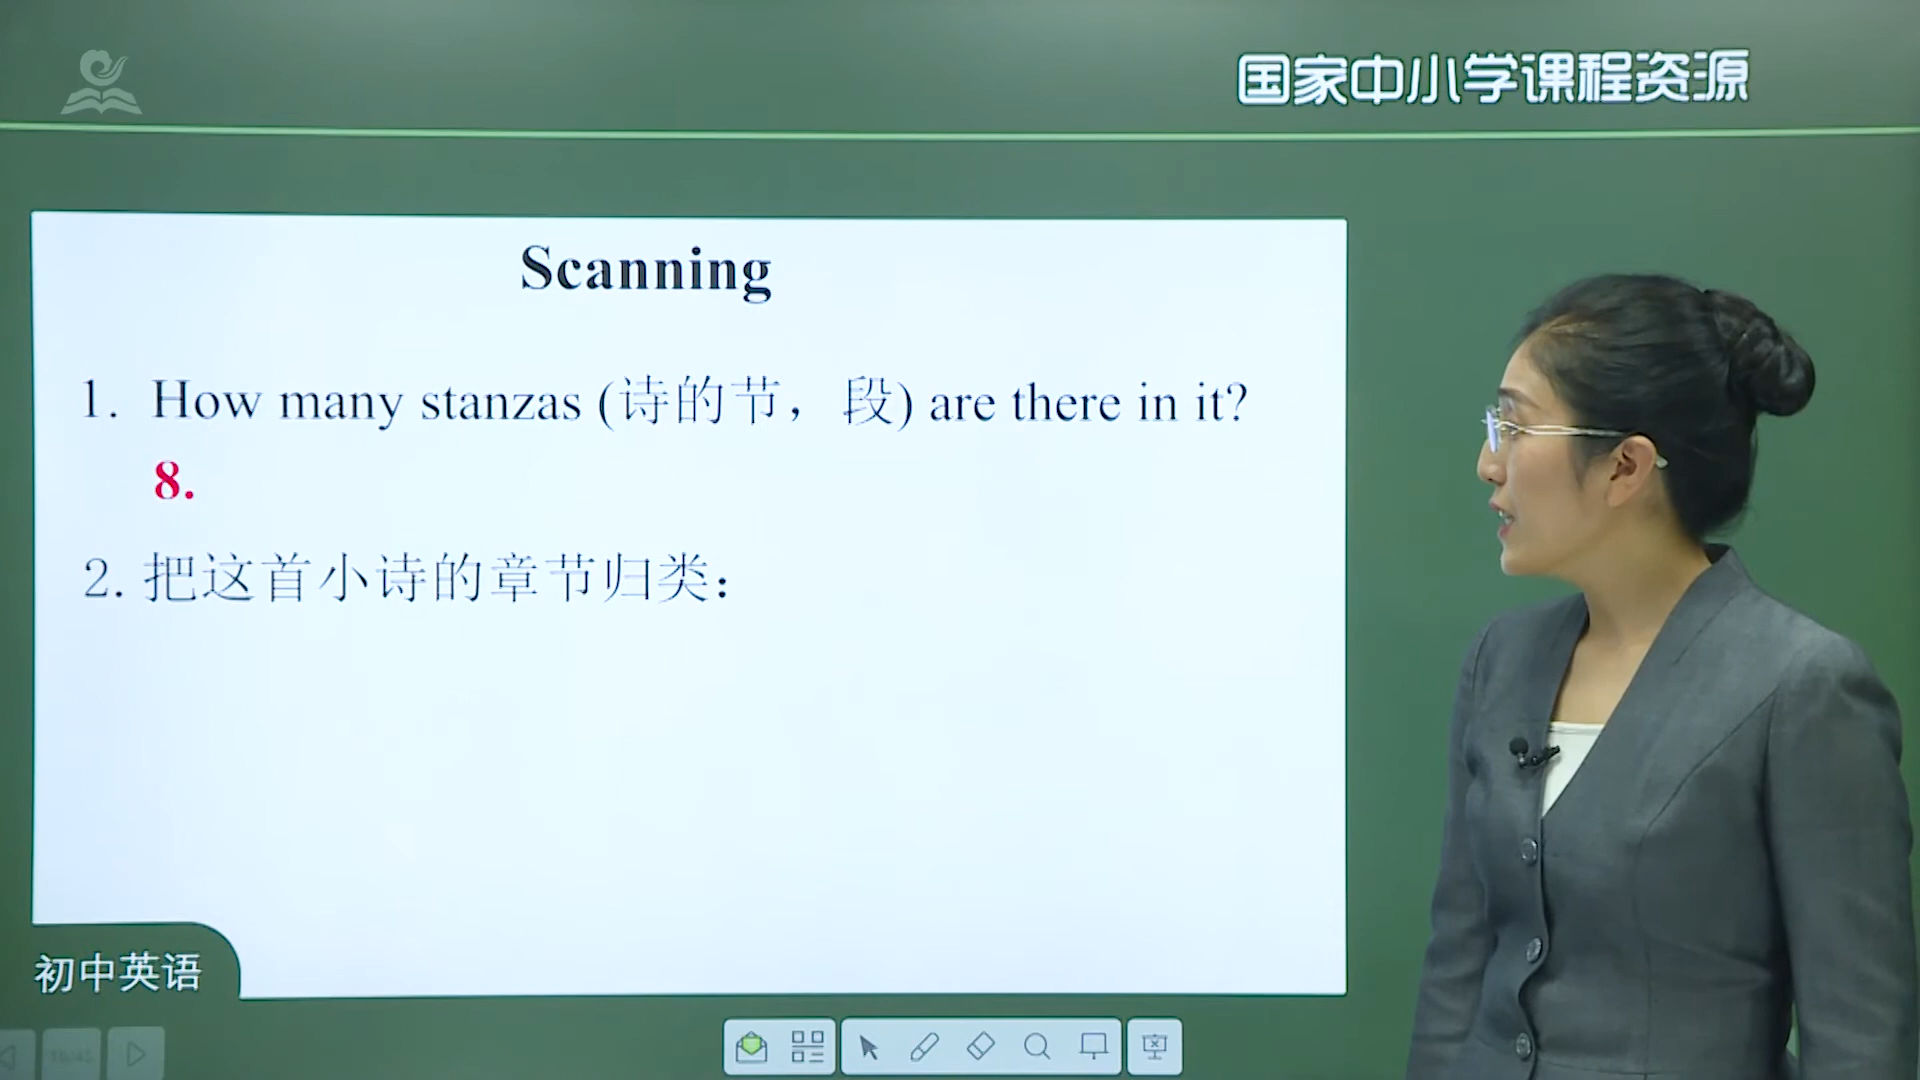 国家中小学课程资源
Scanning
1. How many stanzas (诗的节，段) are there in it?
8.
2. 把这首小诗的章节归类：
初中英语